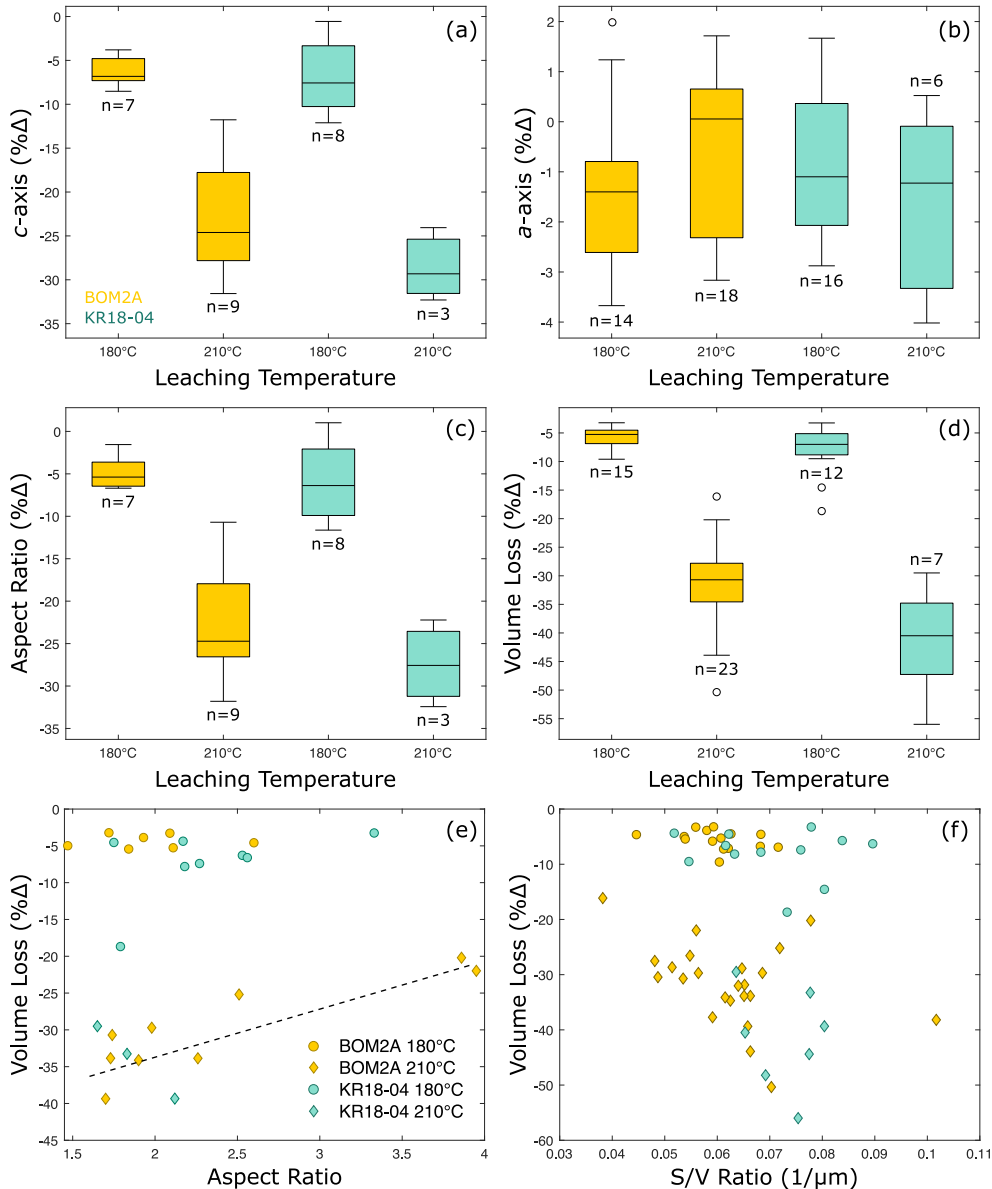 (a)
c-axis (%Δ)
0
-5
-10
-15
-20
-25
-30
-35
n=7
n=9
n=8
n=3
BOM2A
KR18-04
180°C 210°C 180°C 210°C
Leaching Temperature
(b)
a-axis (%Δ)
2
1
0
-1
-2
-3
-4
n=14
n=18
n=16
n=6
180°C 210°C 180°C 210°C
Leaching Temperature
(c)
Aspect Ratio (%Δ)
0
-5
-10
-15
-20
-25
-30
-35
n=7
n=9
n=8
n=3
180°C 210°C 180°C 210°C
Leaching Temperature
(d)
Volume Loss (%Δ)
-5
-10
-15
-20
-25
-30
-35
-40
-45
-50
-55
n=15
n=23
n=12
n=7
180°C 210°C 180°C 210°C
Leaching Temperature
(e)
Volume Loss (%Δ)
0
-5
-10
-15
-20
-25
-30
-35
-40
-45
BOM2A 180°C
BOM2A 210°C
KR18-04 180°C
KR18-04 210°C
1.5 2 2.5 3 3.5 4
Aspect Ratio
(f)
Volume Loss (%Δ)
0
-10
-20
-30
-40
-50
-60
0.03 0.04 0.05 0.06 0.07 0.08 0.09 0.1 0.11
S/V Ratio (1/μm)